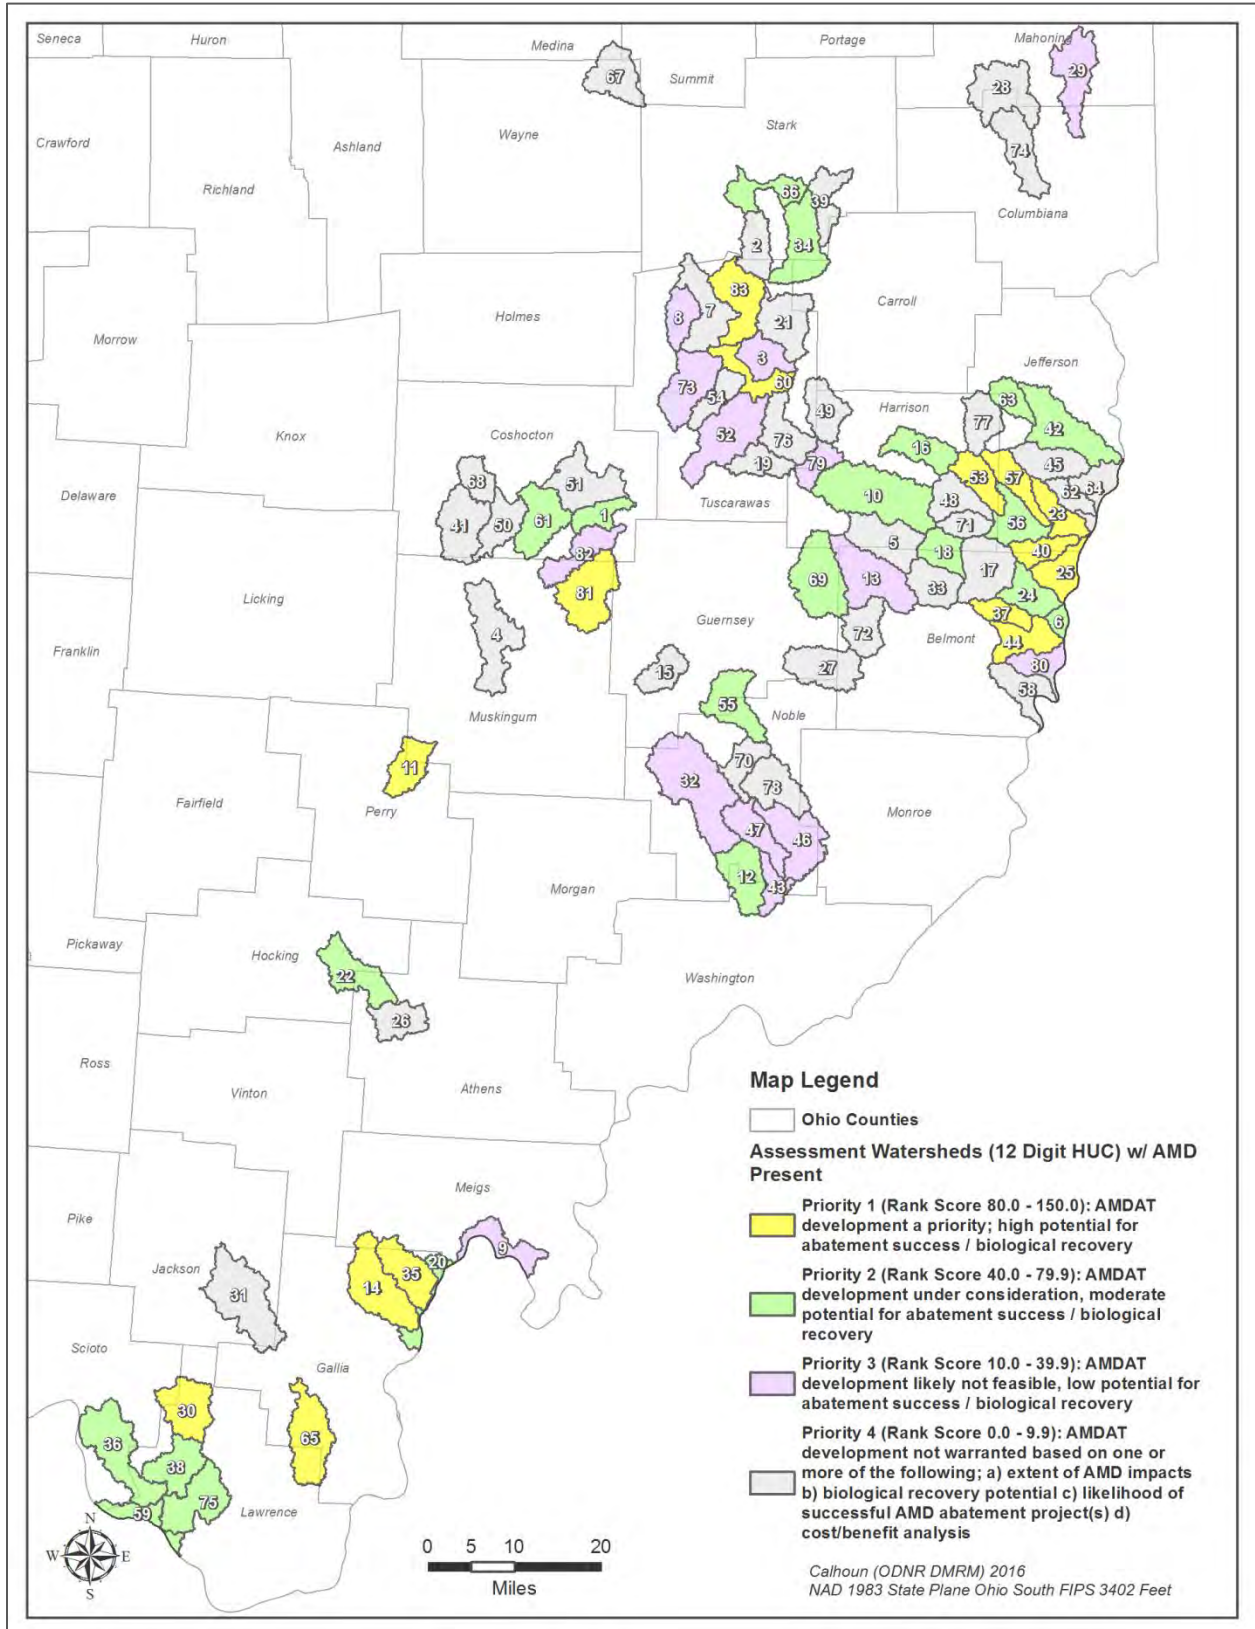 Seneca
Huron
Medina
Portage
Mahoning
67
Summit
29
28
Stark
Wayne
Crawford
Ashland
74
Richland
66
39
Columbiana
2
34
83
Carroll
7
Holmes
8
21
Morrow
3
Jefferson
60
73
54
63
49
Harrison
77
42
Knox
Coshocton
52
76
16
19
79
45
68
51
53
57
Delaware
10
48
62
64
Tuscarawas
41
50
61
1
23
71
56
5
82
18
40
69
13
17
25
81
33
24
Licking
37
6
Guernsey
72
4
Belmont
44
Franklin
80
15
27
58
55
Noble
Muskingum
70
11
32
78
Fairfield
Perry
Monroe
47
46
12
43
Morgan
Pickaway
Hocking
22
Washington
26
Ross
Athens
Vinton
Meigs
Pike
9
20
Jackson
35
14
31
Scioto
Gallia
30
65
36
38
75
59
Lawrence
N
W
E
S
0 5 10 20
Miles
Map Legend
Ohio Counties
Assessment Watersheds (12 Digit HUC) w/ AMD
Present
Priority 1 (Rank Score 80.0 - 150.0): AMDAT
development a priority; high potential for
abatement success / biological recovery
Priority 2 (Rank Score 40.0 - 79.9): AMDAT
development under consideration, moderate
potential for abatement success / biological
recovery
Priority 3 (Rank Score 10.0 - 39.9): AMDAT
development likely not feasible, low potential for
abatement success / biological recovery
Priority 4 (Rank Score 0.0 - 9.9): AMDAT
development not warranted based on one or
more of the following; a) extent of AMD impacts
b) biological recovery potential c) likelihood of
successful AMD abatement project(s) d)
cost/benefit analysis
Calhoun (ODNR DMRM) 2016
NAD 1983 State Plane Ohio South FIPS 3402 Feet